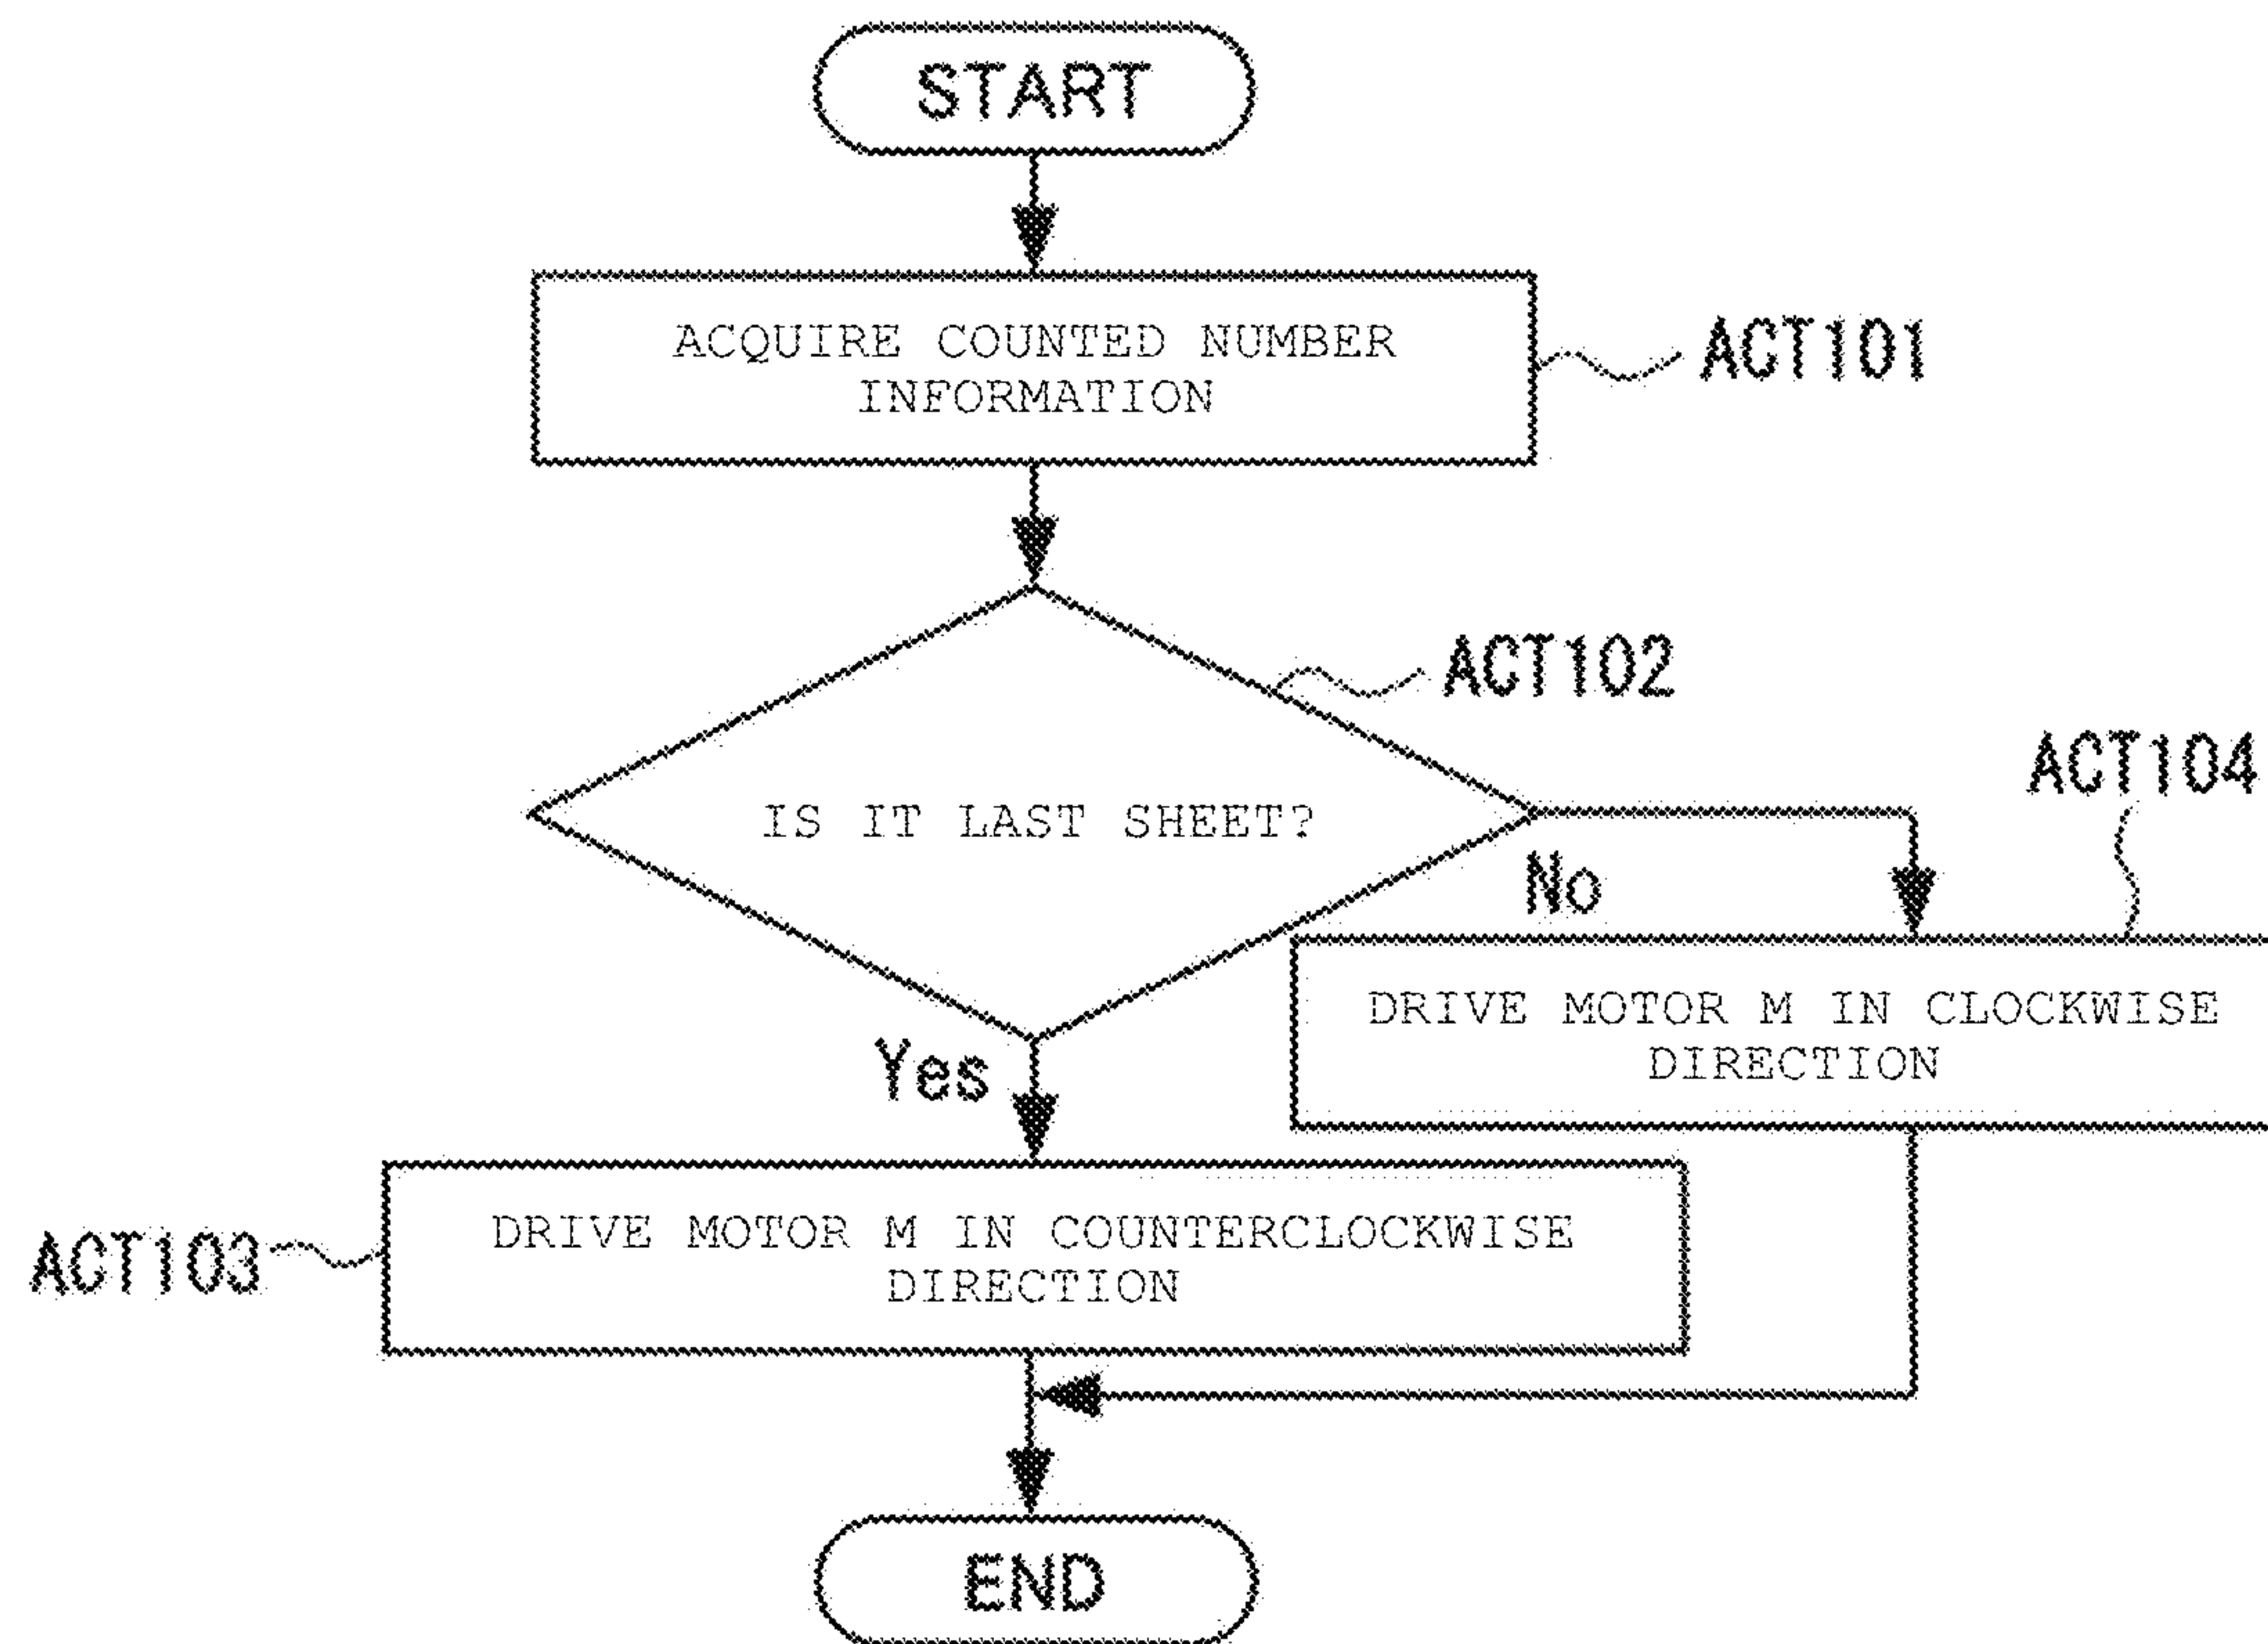 START
ACQUIRE COUNTED NUMBER
INFORMATION
ACT101
ACT102
IS IT LAST SHEET?
ACT104
No
DRIVE MOTOR M IN CLOCKWISE
DIRECTION
Yes
DRIVE MOTOR M IN COUNTERCLOCKWISE
DIRECTION
ACT103
END